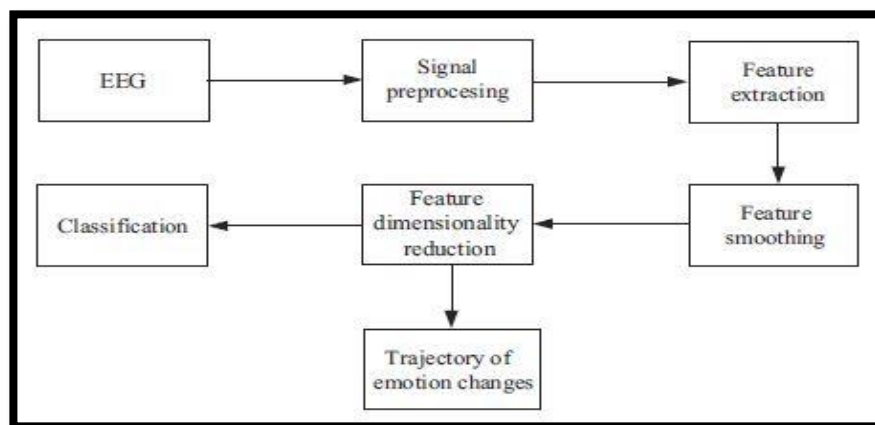 EEG
Signal
preprocesing
Feature
extraction
Feature
smoothing
Feature
dimensionality
reduction
Classification
Trajectory of
emotion changes